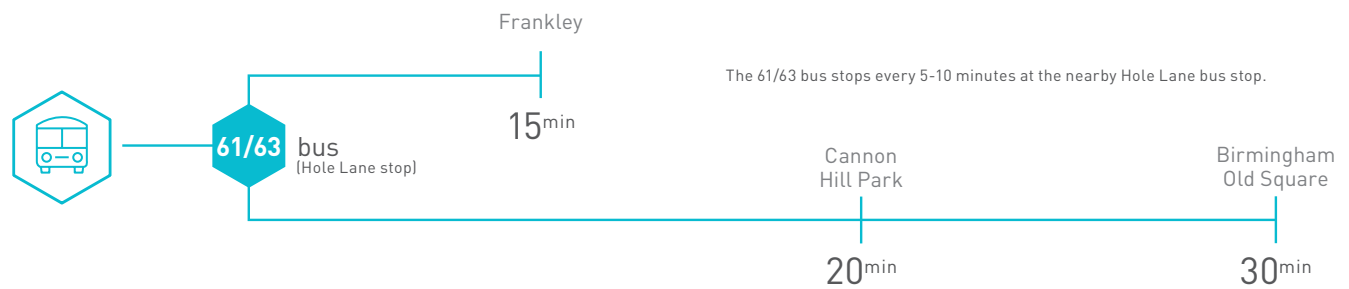 Frankley
The 61/63 bus stops every 5-10 minutes at the nearby Hole Lane bus stop.
15min
61/63 bus
(Hole Lane stop)
Cannon
Hill Park
20min
Birmingham
Old Square
30min